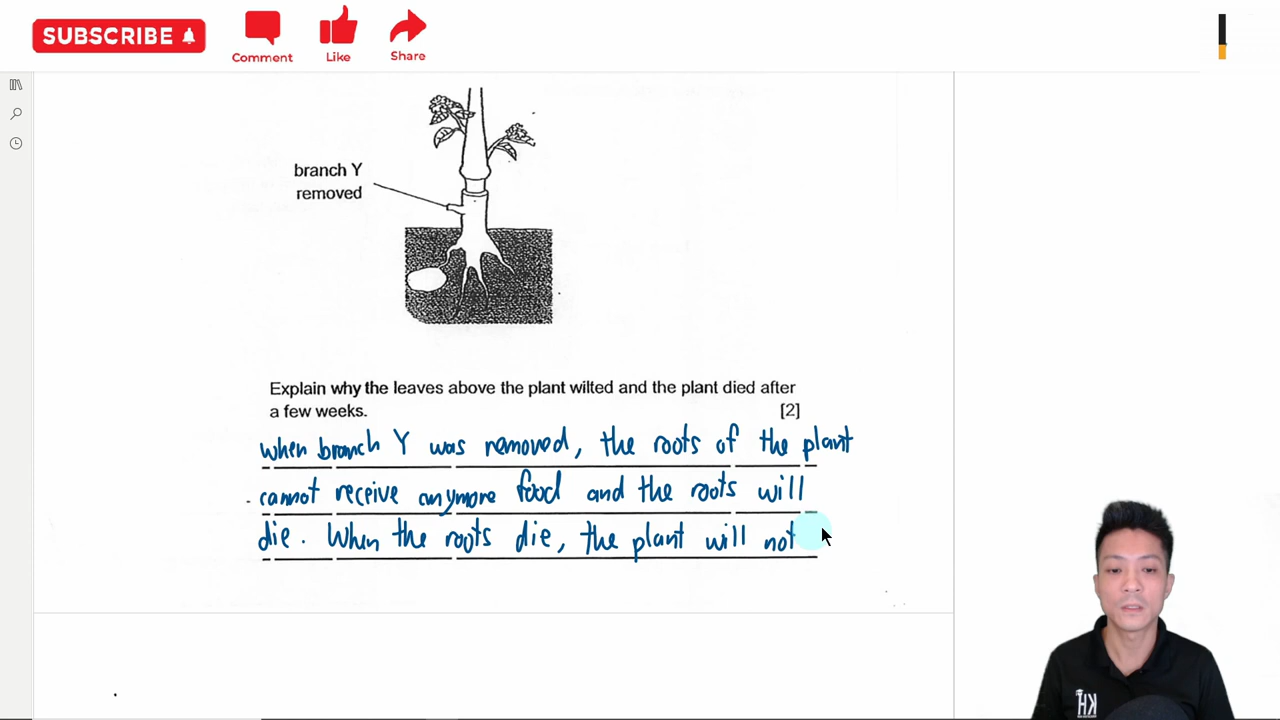 SUBSCRIBE
Comment
Like
Share
branch Y
removed
Explain why the leaves above the plant wilted and the plant died after
a few weeks.
[2]
when branch Y was removed, the roots of the plant
cannot receive anymore food and the roots will
die. When the roots die, the plant will not
KH